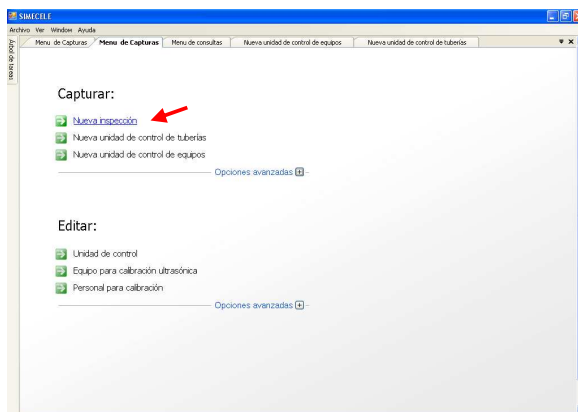 SIMECELE
Archivo Ver Window Ayuda
Menu de Capturas Menu de Capturas Menu de consultas Nueva unidad de control de equipos Nueva unidad de control de tuberías
Árbol de tareas
Capturar:
Nueva inspección
Nueva unidad de control de tuberías
Nueva unidad de control de equipos
Opciones avanzadas
Editar:
Unidad de control
Equipo para calibración ultrasónica
Personal para calibración
Opciones avanzadas